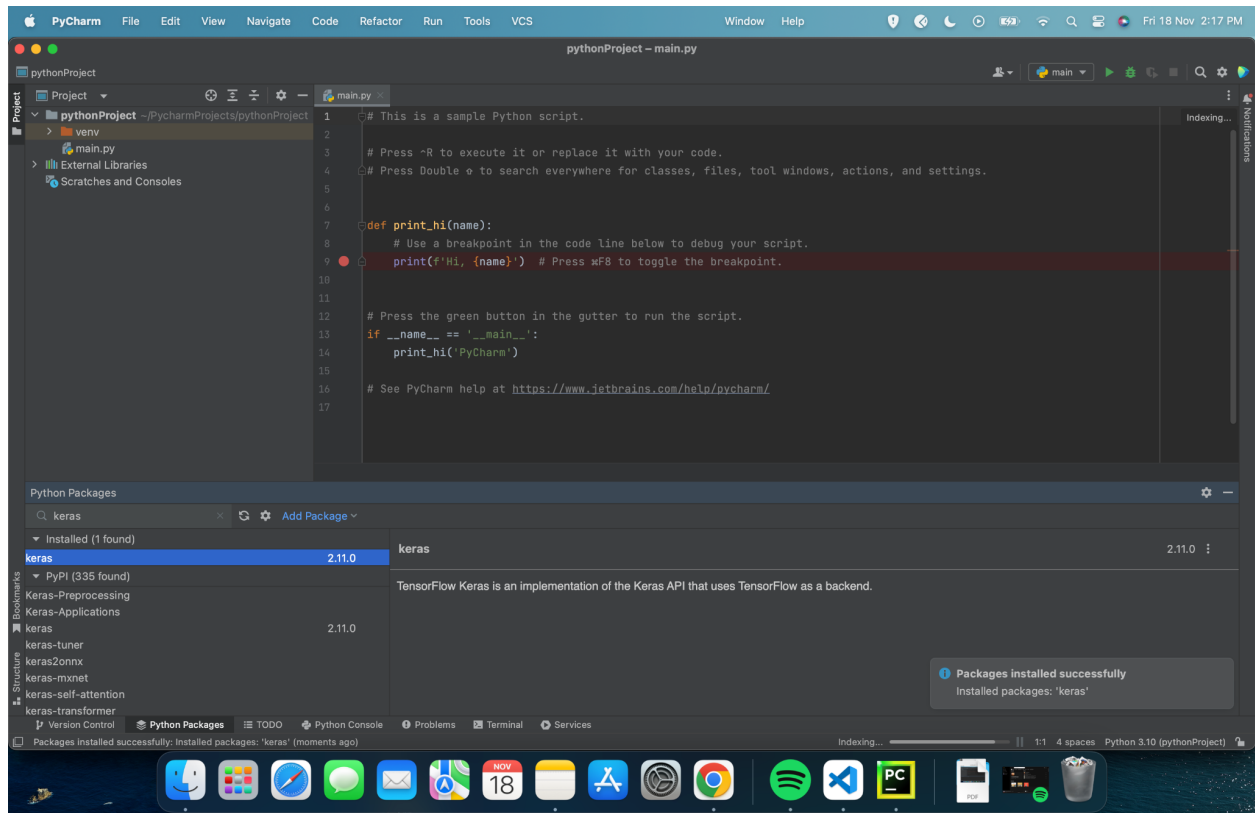 PyCharm File Edit View Navigate Code Refactor Run Tools VCS Window Help Fri 18 Nov 2:17 PM
pythonProject – main.py
pythonProject
main
Project
Project
main.py
pythonProject ~/PycharmProjects/pythonProject
venv
main.py
External Libraries
Scratches and Consoles
1 # This is a sample Python script.
Indexing...
2
3 # Press ^R to execute it or replace it with your code.
4 # Press Double ⇧ to search everywhere for classes, files, tool windows, actions, and settings.
5
6
7 def print_hi(name):
8 # Use a breakpoint in the code line below to debug your script.
9 print(f'Hi, {name}') # Press ⌘F8 to toggle the breakpoint.
10
11
12 # Press the green button in the gutter to run the script.
13 if __name__ == '__main__':
14 print_hi('PyCharm')
15
16 # See PyCharm help at https://www.jetbrains.com/help/pycharm/
17
Notifications
Python Packages
keras
Add Package
Installed (1 found)
keras 2.11.0
PyPI (335 found)
Keras-Preprocessing
Keras-Applications
keras 2.11.0
keras-tuner
keras2onnx
keras-mxnet
keras-self-attention
keras-transformer
keras 2.11.0
TensorFlow Keras is an implementation of the Keras API that uses TensorFlow as a backend.
Packages installed successfully
Installed packages: 'keras'
Bookmarks
Structure
Version Control Python Packages TODO Python Console Problems Terminal Services
Packages installed successfully: Installed packages: 'keras' (moments ago) Indexing... 1:1 4 spaces Python 3.10 (pythonProject)
NOV
18
PC
PDF